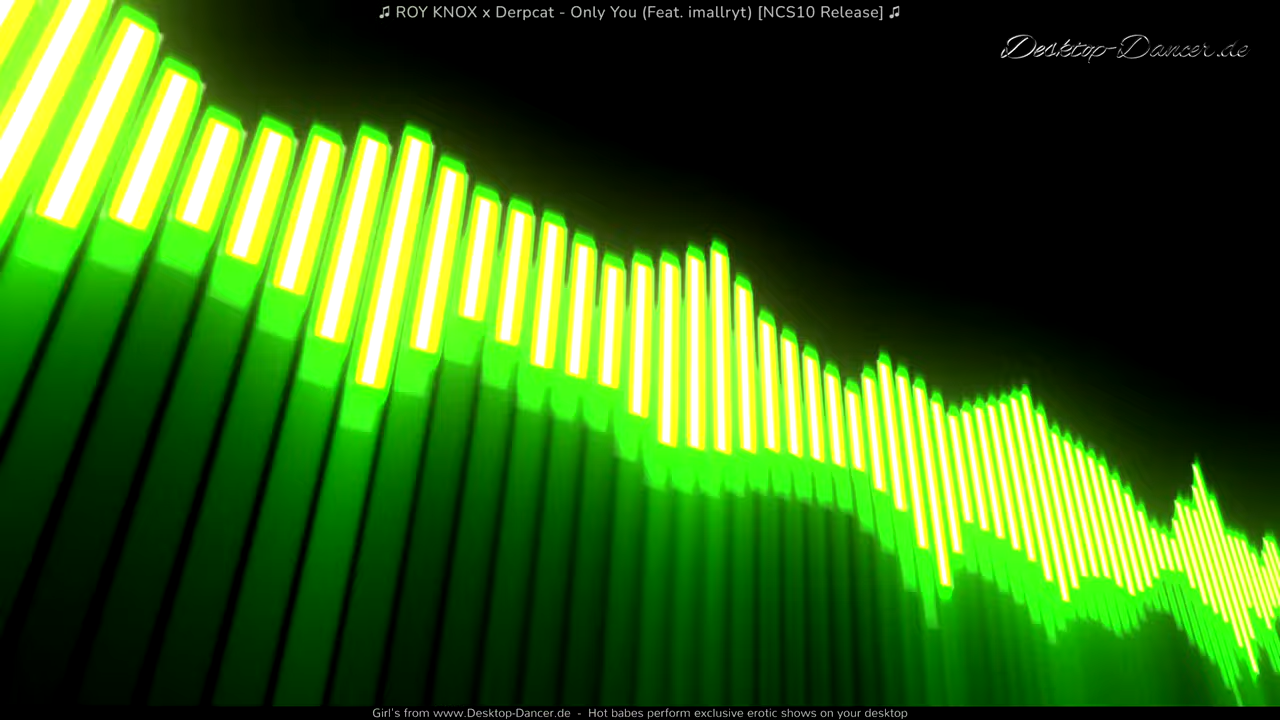 ♫ ROY KNOX x Derpcat - Only You (Feat. imallryt) [NCS10 Release] ♫
Desktop-Dancer.de
Girl's from www.Desktop-Dancer.de - Hot babes perform exclusive erotic shows on your desktop